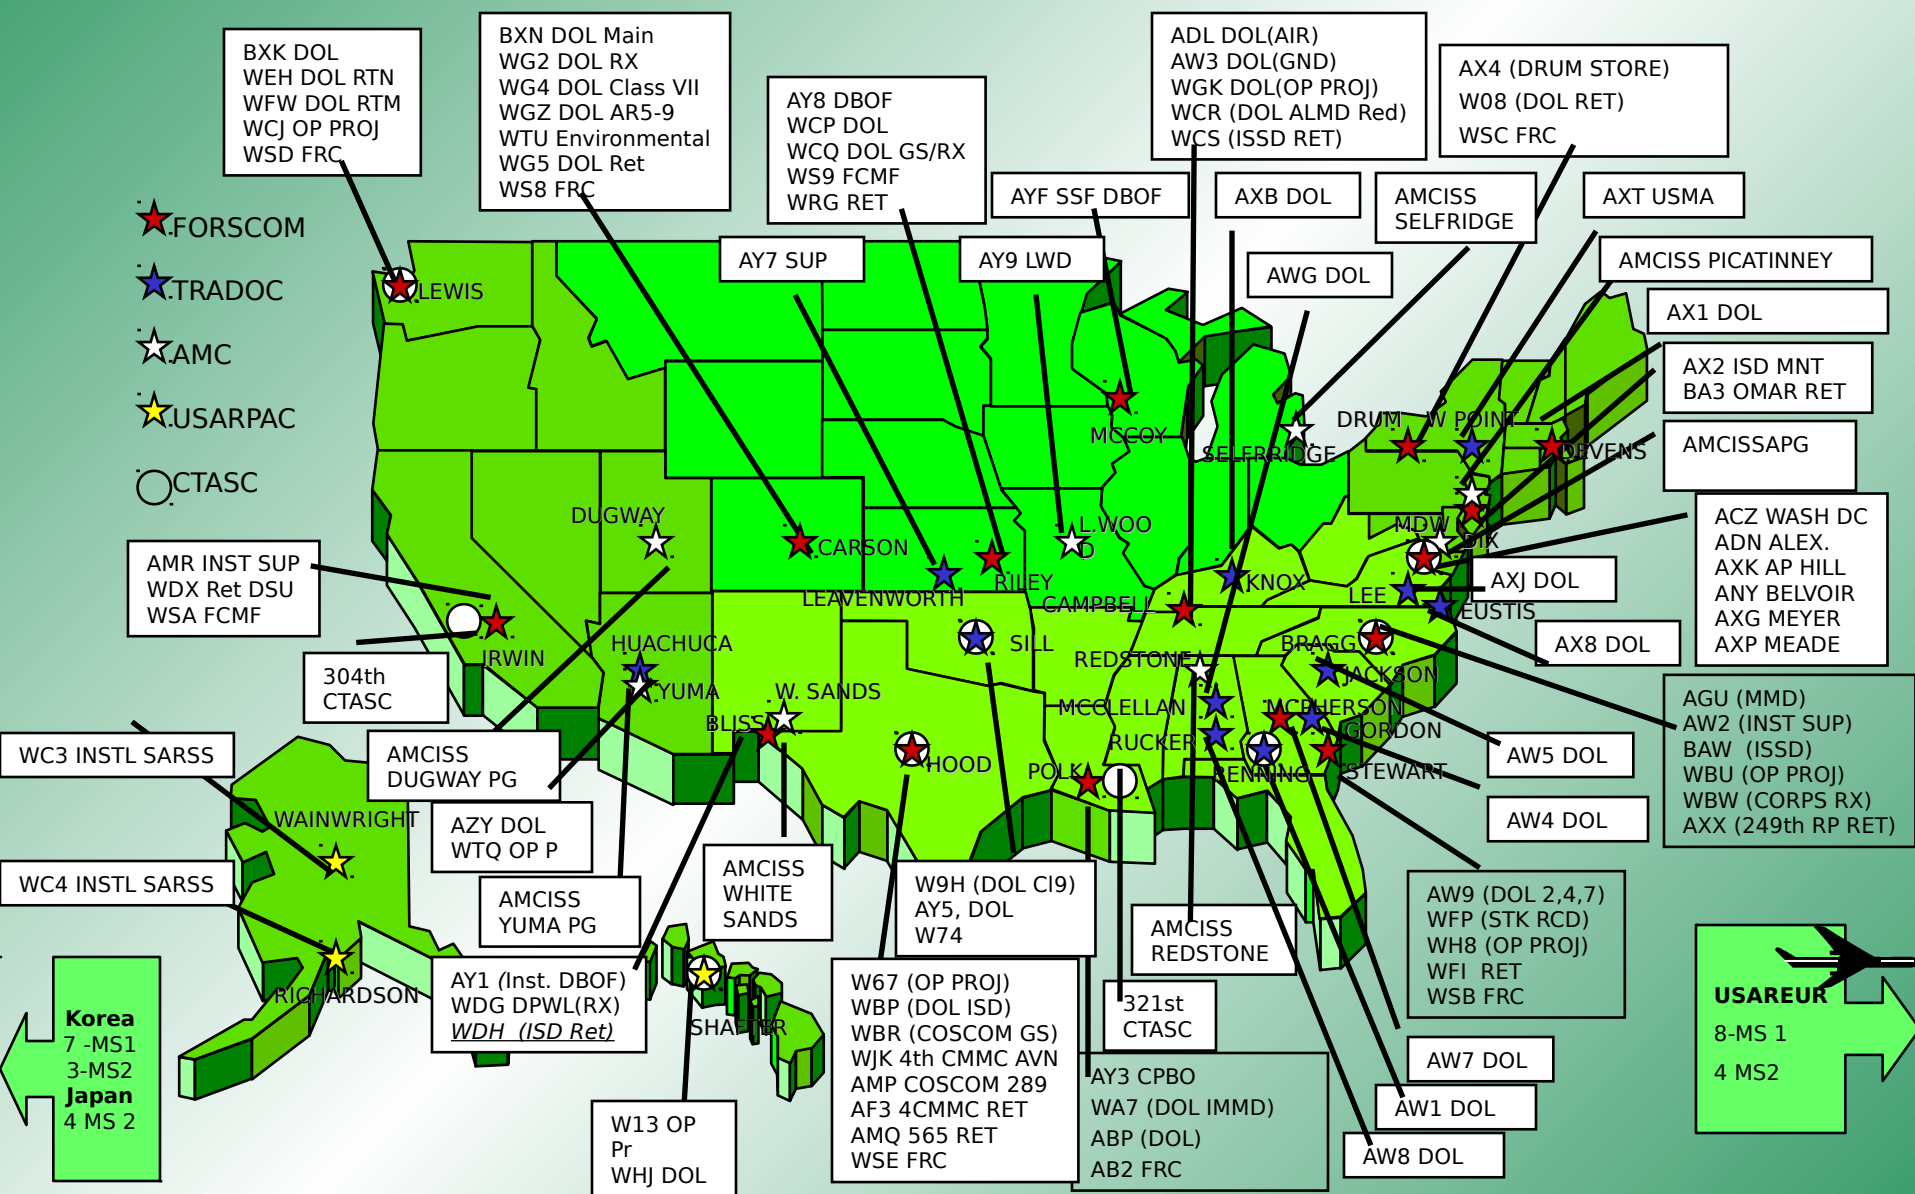 BXK DOL
WEH DOL RTN
WFW DOL RTM
WCJ OP PROJ
WSD FRC
BXN DOL Main
WG2 DOL RX
WG4 DOL Class VII
WGZ DOL AR5-9
WTU Environmental
WG5 DOL Ret
WS8 FRC
AY8 DBOF
WCP DOL
WCQ DOL GS/RX
WS9 FCMF
WRG RET
ADL DOL(AIR)
AW3 DOL(GND)
WGK DOL(OP PROJ)
WCR (DOL ALMD Red)
WCS (ISSD RET)
AX4 (DRUM STORE)
W08 (DOL RET)
WSC FRC
AYF SSF DBOF
AXB DOL
AMCISS
SELFRIDGE
AXT USMA
AY7 SUP
AY9 LWD
AWG DOL
AMCISS PICATINNEY
AX1 DOL
AX2 ISD MNT
BA3 OMAR RET
AMCISSAPG
ACZ WASH DC
ADN ALEX.
AXK AP HILL
ANY BELVOIR
AXG MEYER
AXP MEADE
FORSCOM
TRADOC
AMC
USARPAC
CTASC
LEWIS
MCCOY
SELFRRIDGE
DRUM
W POINT
DEVENS
DUGWAY
CARSON
L.WOO
D
MDW
DIX
RILEY
LEAVENWORTH
KNOX
CAMPBELL
LEE
AXJ DOL
EUSTIS
AMR INST SUP
WDX Ret DSU
WSA FCMF
IRWIN
HUACHUCA
SILL
REDSTONE
BRAGG
JACKSON
AX8 DOL
304th
CTASC
YUMA
W. SANDS
MCCLELLAN
MCPHERSON
BLISS
RUCKER
GORDON
HOOD
POLK
BENNING
STEWART
AGU (MMD)
AW2 (INST SUP)
BAW (ISSD)
WBU (OP PROJ)
WBW (CORPS RX)
AXX (249th RP RET)
AW5 DOL
AW4 DOL
WC3 INSTL SARSS
AMCISS
DUGWAY PG
WAINWRIGHT
AZY DOL
WTQ OP P
WC4 INSTL SARSS
AMCISS
YUMA PG
AMCISS
WHITE
SANDS
W9H (DOL Cl9)
AY5, DOL
W74
AMCISS
REDSTONE
AW9 (DOL 2,4,7)
WFP (STK RCD)
WH8 (OP PROJ)
WFI RET
WSB FRC
RICHARDSON
AY1 (Inst. DBOF)
WDG DPWL(RX)
WDH (ISD Ret)
SHAFTER
W67 (OP PROJ)
WBP (DOL ISD)
WBR (COSCOM GS)
WJK 4th CMMC AVN
AMP COSCOM 289
AF3 4CMMC RET
AMQ 565 RET
WSE FRC
321st
CTASC
AY3 CPBO
WA7 (DOL IMMD)
ABP (DOL)
AB2 FRC
AW7 DOL
AW1 DOL
AW8 DOL
W13 OP
Pr
WHJ DOL
Korea
7 -MS1
3-MS2
Japan
4 MS 2
USAREUR
8-MS 1
4 MS2